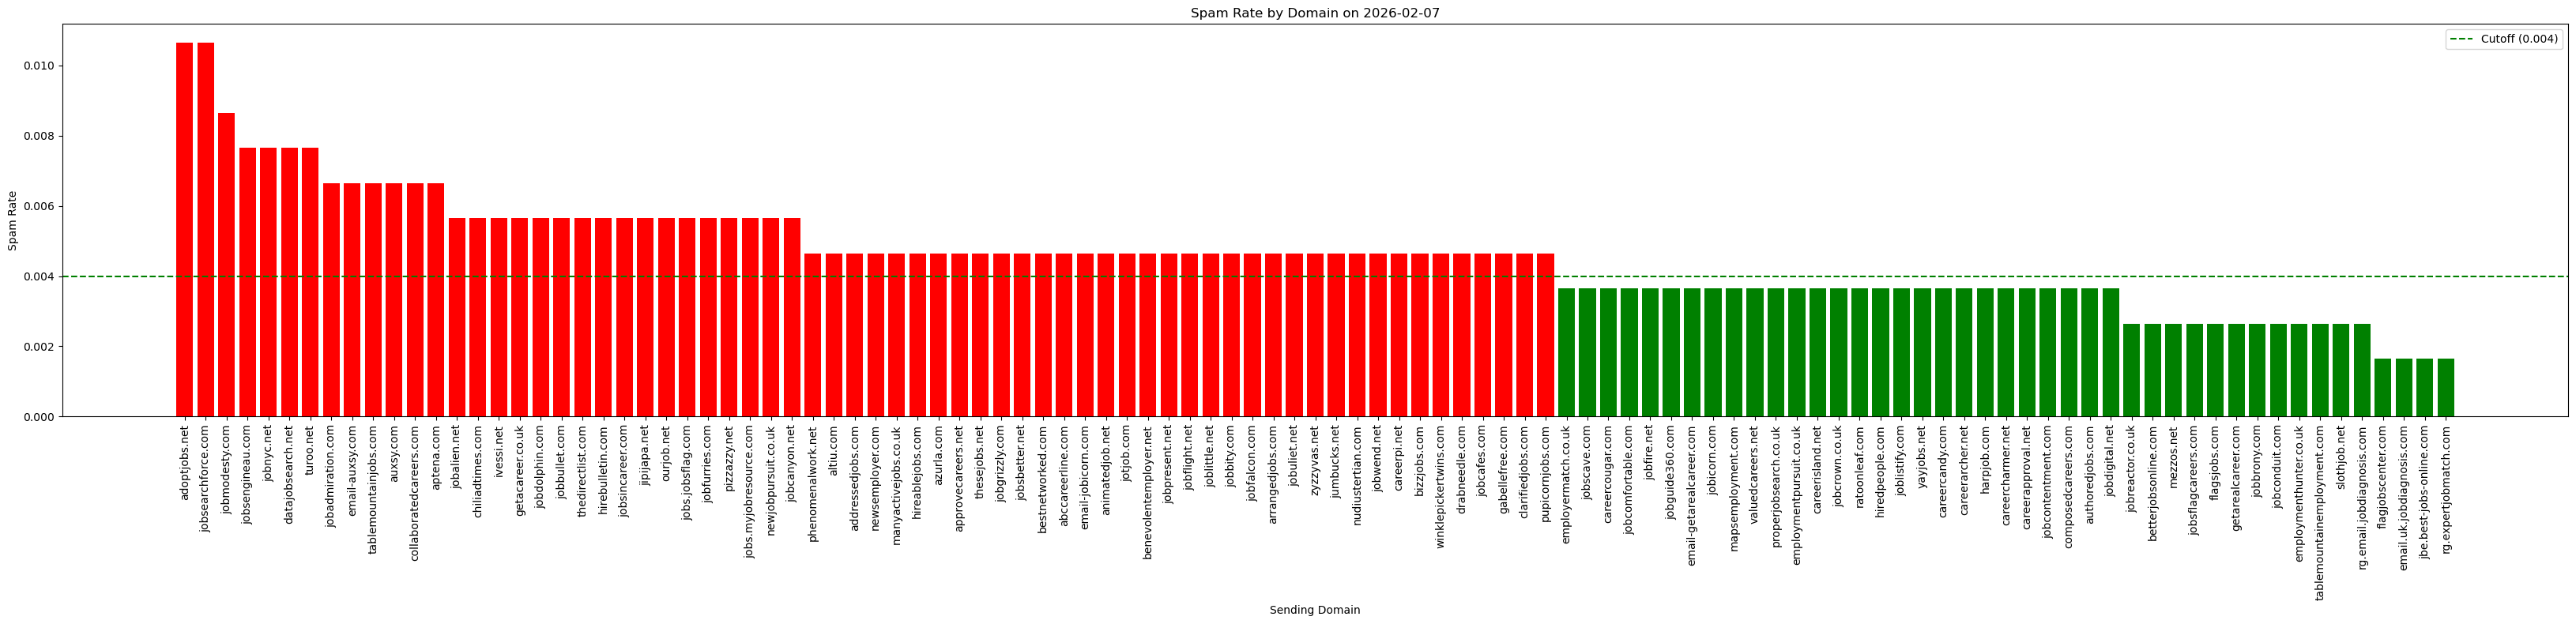 Spam Rate by Domain on 2026-02-07
Cutoff (0.004)
Spam Rate
0.010
0.008
0.006
0.004
0.002
0.000
adoptjobs.net
jobsearchforce.com
jobmodesty.com
jobsengineau.com
jobnyc.net
datajobsearch.net
turoo.net
jobadmiration.com
email-auxsy.com
tablemountainjobs.com
auxsy.com
collaboratedcareers.com
aptena.com
jobalien.net
chiliadtimes.com
ivessi.net
getacareer.co.uk
jobdolphin.com
jobbullet.com
thedirectlist.com
hirebulletin.com
jobsincareer.com
jipijapa.net
ourjob.net
jobs.jobsflag.com
jobfurries.com
pizzazzy.net
jobs.myjobresource.com
newjobpursuit.co.uk
jobcanyon.net
phenomenalwork.net
altiu.com
addressedjobs.com
newsemployer.com
manyactivejobs.co.uk
hireablejobs.com
azurla.com
approvecareers.net
thesejobs.net
jobgrizzly.com
jobsbetter.net
bestnetworked.com
abccareerline.com
email-jobicorn.com
animatedjob.net
jotjob.com
benevolentemployer.net
jobpresent.net
jobflight.net
joblittle.net
jobbity.com
jobfalcon.com
arrangedjobs.com
jobuliet.net
zyzzyvas.net
jumbucks.net
nudiustertian.com
jobwend.net
careerpi.net
bizzjobs.com
winklepickertwins.com
drabneedle.com
jobcafes.com
gabellefree.com
clarifiedjobs.com
pupicornjobs.com
employermatch.co.uk
jobscave.com
careercougar.com
jobcomfortable.com
jobfire.net
jobguide360.com
email-getarealcareer.com
jobicorn.com
mapsemployment.com
valuedcareers.net
properjobsearch.co.uk
employmentpursuit.co.uk
careerisland.net
jobcrown.co.uk
ratoonleaf.com
hiredpeople.com
joblistify.com
yayjobs.net
careercandy.com
careerarcher.net
harpjob.com
careercharmer.net
careerapproval.net
jobcontentment.com
composedcareers.com
authoredjobs.com
jobdigital.net
jobreactor.co.uk
betterjobsonline.com
mezzos.net
jobsflagcareers.com
flagsjobs.com
getarealcareer.com
jobbrony.com
jobconduit.com
employmenthunter.co.uk
tablemountainemployment.net
slothjob.net
rg.email.jobdiagnosis.com
flagjobscenter.com
email.uk.jobdiagnosis.com
jbe.best-jobs-online.com
rg.expertjobmatch.com
Sending Domain